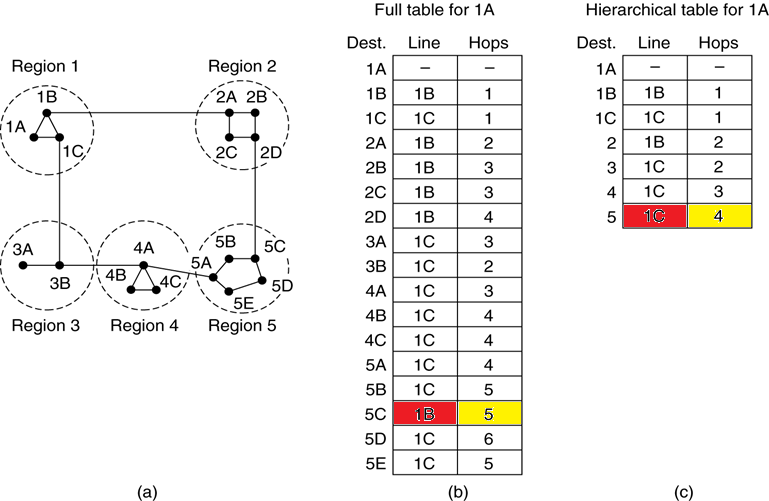 Full table for 1A
Hierarchical table for 1A
Dest. Line Hops
Dest. Line Hops
Region 1
Region 2
1B
1A
1C
2A 2B
2C 2D
3A
3B
4A
4B 4C
5B 5C
5A
5D
5E
Region 3
Region 4
Region 5
1A – –
1B 1B 1
1C 1C 1
2A 1B 2
2B 1B 3
2C 1B 3
2D 1B 4
3A 1C 3
3B 1C 2
4A 1C 3
4B 1C 4
4C 1C 4
5A 1C 4
5B 1C 5
5C 1B 5
5D 1C 6
5E 1C 5
1A – –
1B 1B 1
1C 1C 1
2 1B 2
3 1C 2
4 1C 3
5 1C 4
(a)
(b)
(c)